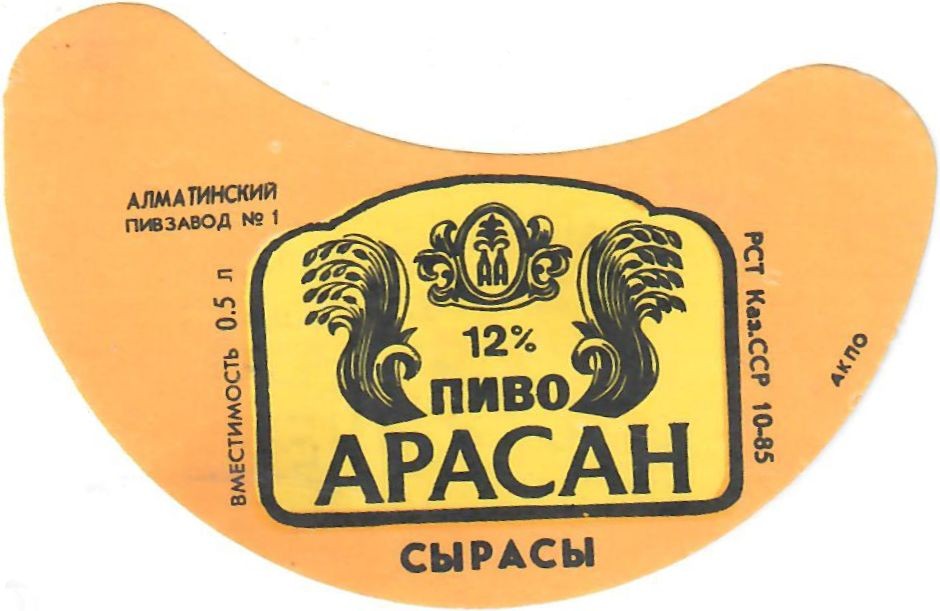 АЛМАТИНСКИЙ
ПИВЗАВОД № 1
ВМЕСТИМОСТЬ 0.5 л
АА
12%
ПИВО
АРАСАН
СЫРАСЫ
РСТ Каз.ССР 10-85
АКПО